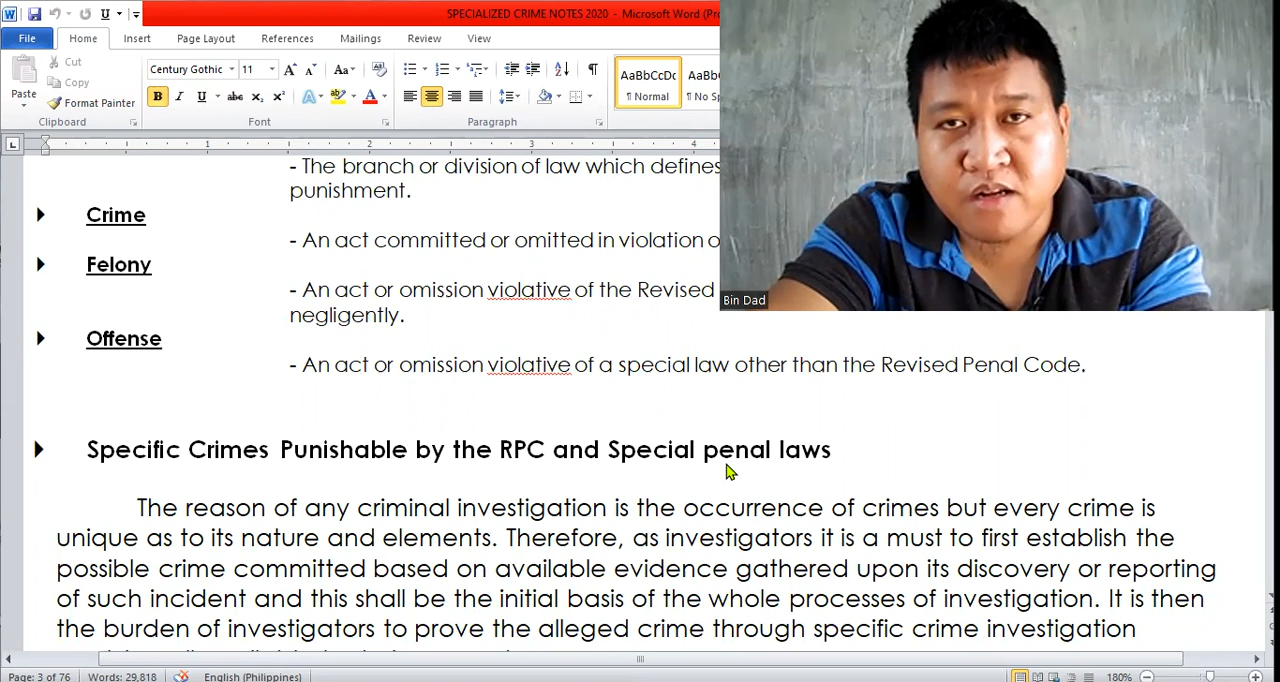 SPECIALIZED CRIME NOTES 2020 - Microsoft Word (Pro
File Home Insert Page Layout References Mailings Review View
Cut
Copy
Paste
Format Painter
Clipboard
Century Gothic 11
Font
Paragraph
AaBbCcDc
¶ Normal
AaBb
¶ No Sp
1 2 3 4
- The branch or division of law which defines
punishment.
Crime
- An act committed or omitted in violation o
Felony
- An act or omission violative of the Revised
negligently.
Offense
- An act or omission violative of a special law other than the Revised Penal Code.
Bin Dad
Specific Crimes Punishable by the RPC and Special penal laws
The reason of any criminal investigation is the occurrence of crimes but every crime is
unique as to its nature and elements. Therefore, as investigators it is a must to first establish the
possible crime committed based on available evidence gathered upon its discovery or reporting
of such incident and this shall be the initial basis of the whole processes of investigation. It is then
the burden of investigators to prove the alleged crime through specific crime investigation
Page: 3 of 76 Words: 29,818 English (Philippines) 180%